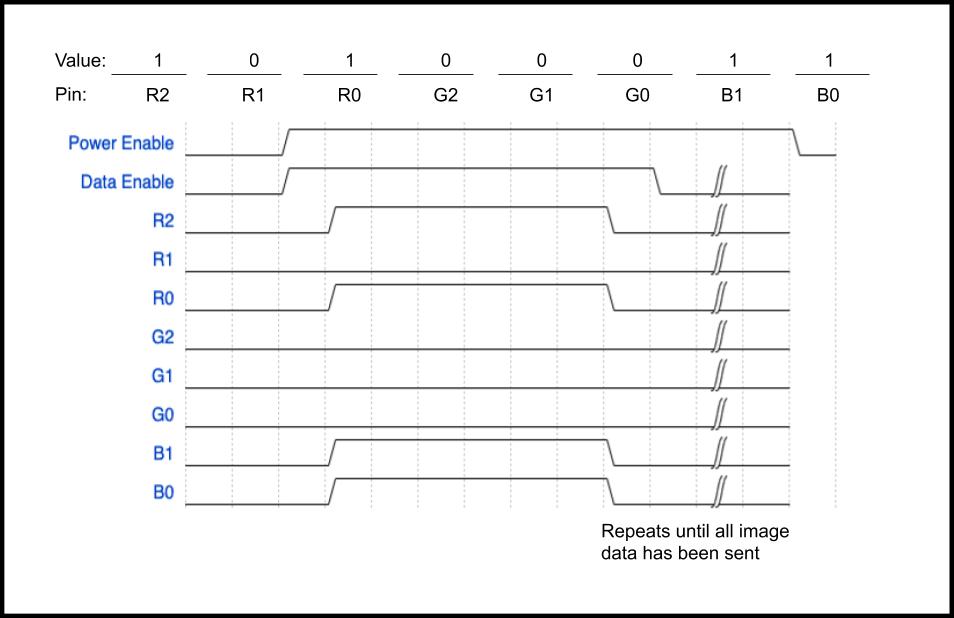 Value: 1 0 1 0 0 0 1 1
Pin: R2 R1 R0 G2 G1 G0 B1 B0
Power Enable
Data Enable
R2
R1
R0
G2
G1
G0
B1
B0
Repeats until all image
data has been sent